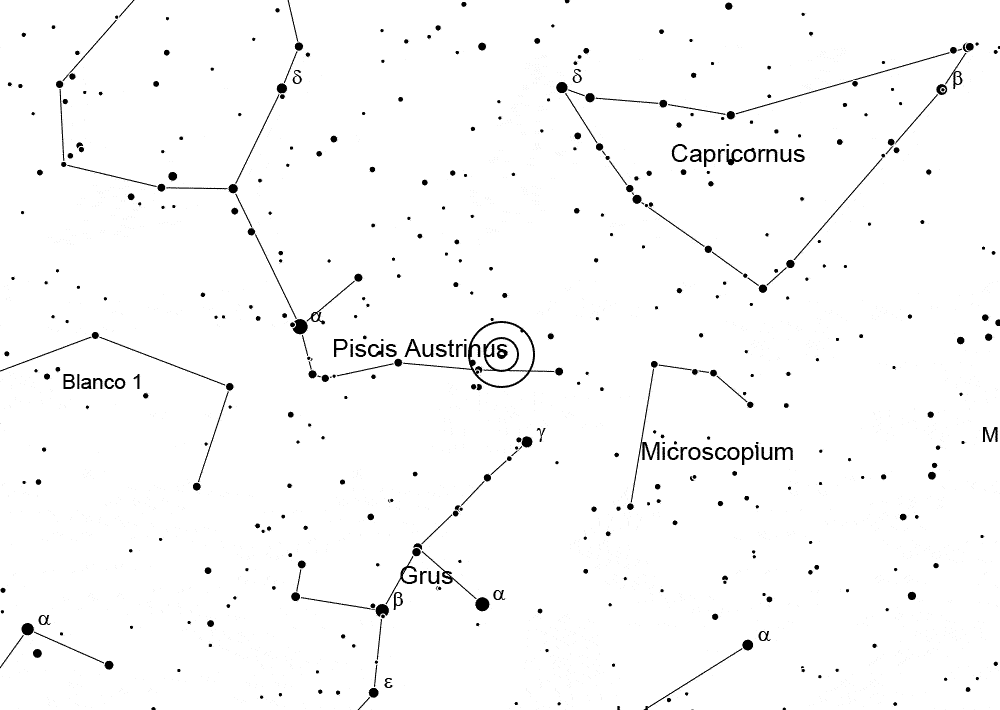 δ
δ
β
Capricornus
α
Piscis Austrinus
Blanco 1
γ
M
Microscopium
Grus
β
α
α
α
ε